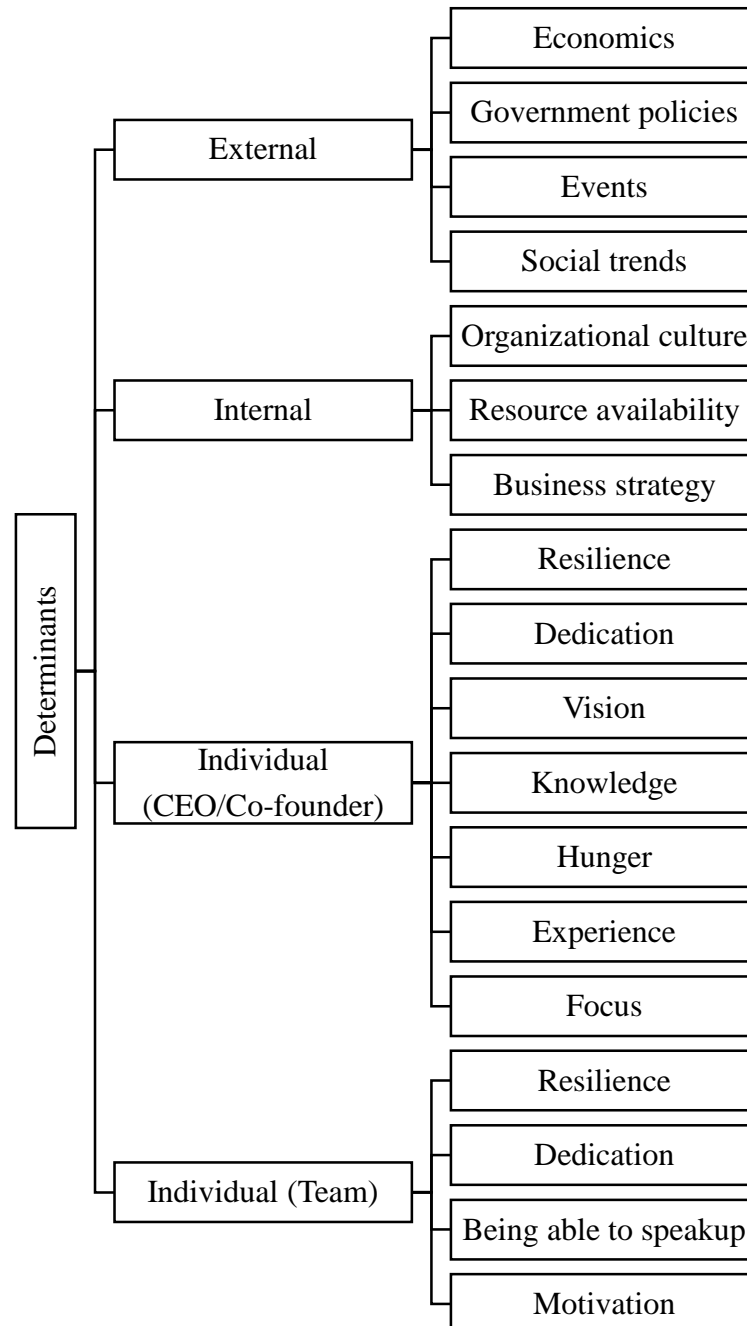 Determinants
External
Economics
Government policies
Events
Social trends
Internal
Organizational culture
Resource availability
Business strategy
Individual
(CEO/Co-founder)
Resilience
Dedication
Vision
Knowledge
Hunger
Experience
Focus
Individual (Team)
Resilience
Dedication
Being able to speakup
Motivation